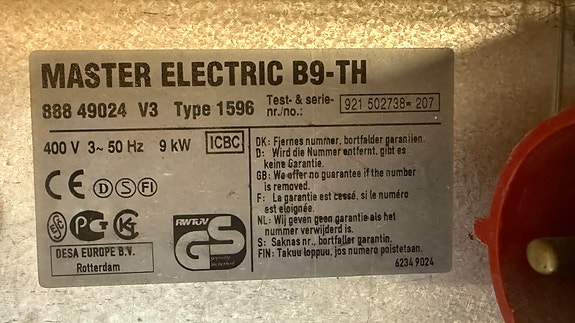 MASTER ELECTRIC B9-TH
888 49024 V3 Type 1596 Test- & serie-nr./no.: 921 502738- 207
400 V 3~ 50 Hz 9 kW ICBC
CE D S FI
DESA EUROPE B.V.
Rotterdam
RWTÜV
GS
DK: Fjernes nummer, bortfalder garantien.
D: Wird die Nummer entfernt, gibt es
keine Garantie.
GB: We offer no guarantee if the number
is removed.
F: La garantie est cessé, si le numéro
est eloignée.
NL: Wij geven geen garantie als het
nummer verwijderd is.
S: Saknas nr., bortfaller garantin.
FIN: Takuu loppuu, jos numero poistetaan.
6234 9024